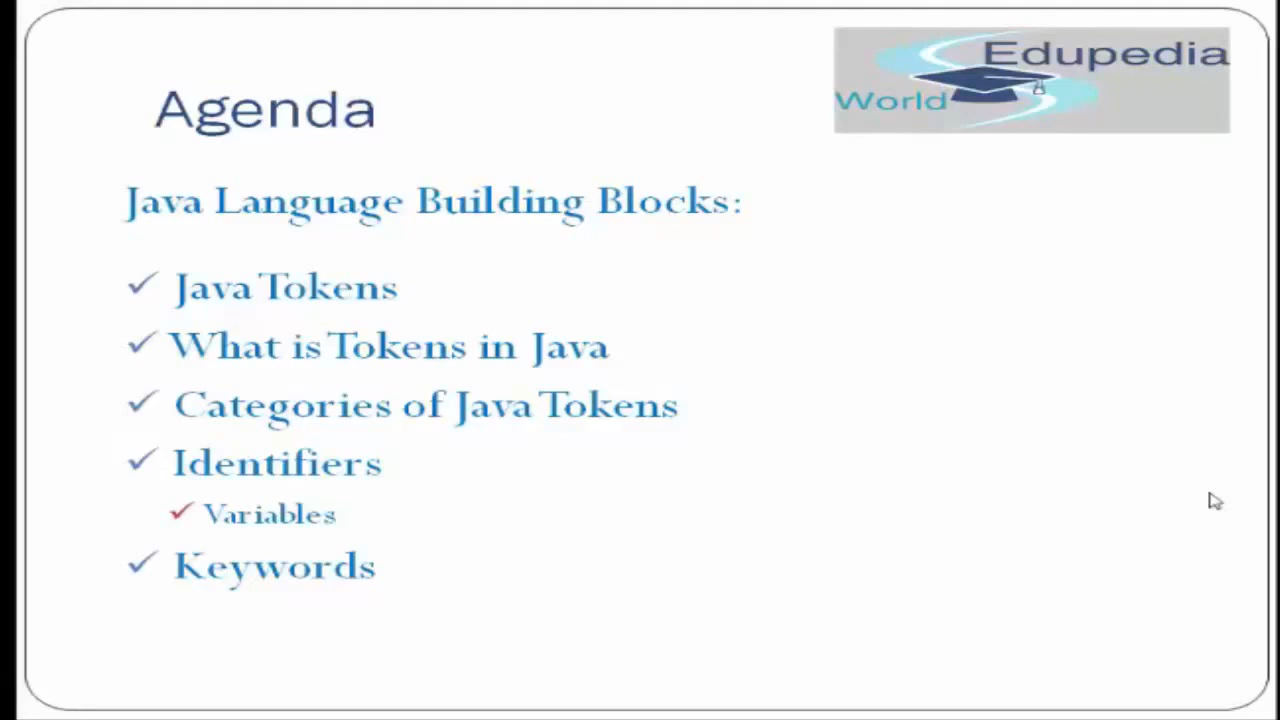 Edupedia
World
Agenda
Java Language Building Blocks:
Java Tokens
What is Tokens in Java
Categories of Java Tokens
Identifiers
Variables
Keywords